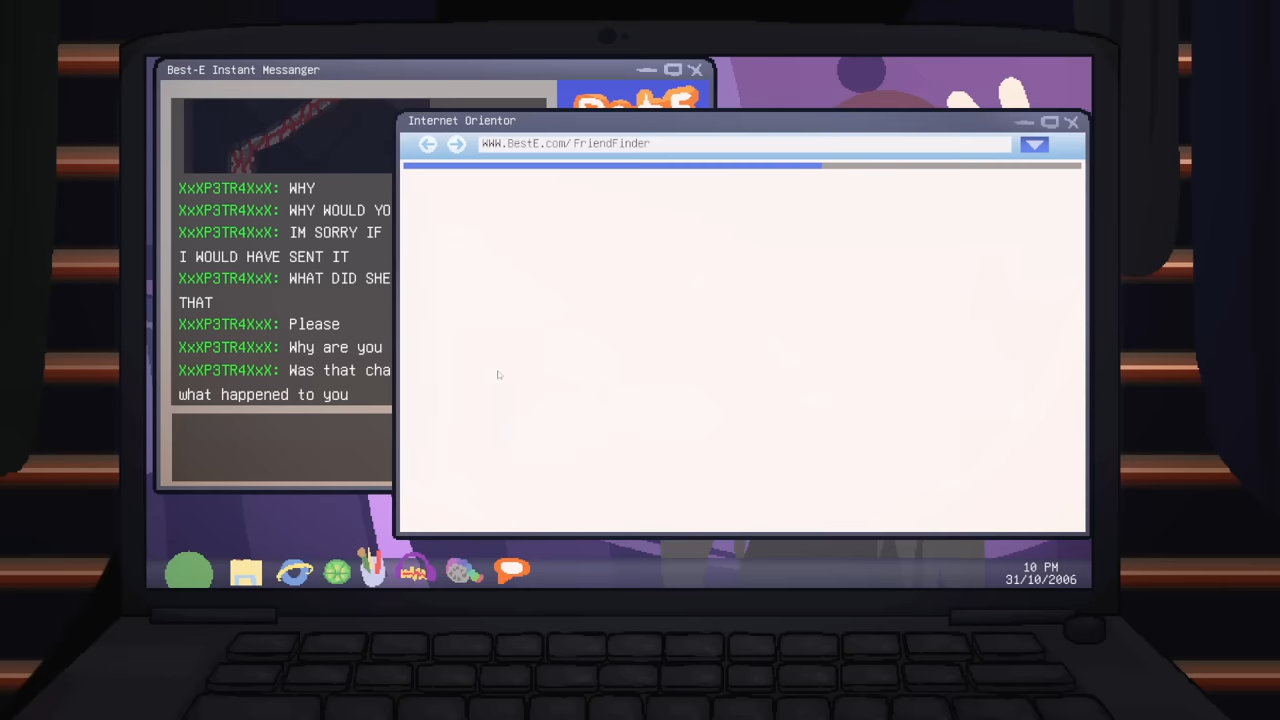 Best-E Instant Messanger
Internet Orientor
WWW.BestE.com/FriendFinder
XxXP3TR4XxX: WHY
XxXP3TR4XxX: WHY WOULD YO
XxXP3TR4XxX: IM SORRY IF
I WOULD HAVE SENT IT
XxXP3TR4XxX: WHAT DID SHE
THAT
XxXP3TR4XxX: Please
XxXP3TR4XxX: Why are you
XxXP3TR4XxX: Was that cha
what happened to you
10 PM
31/10/2006